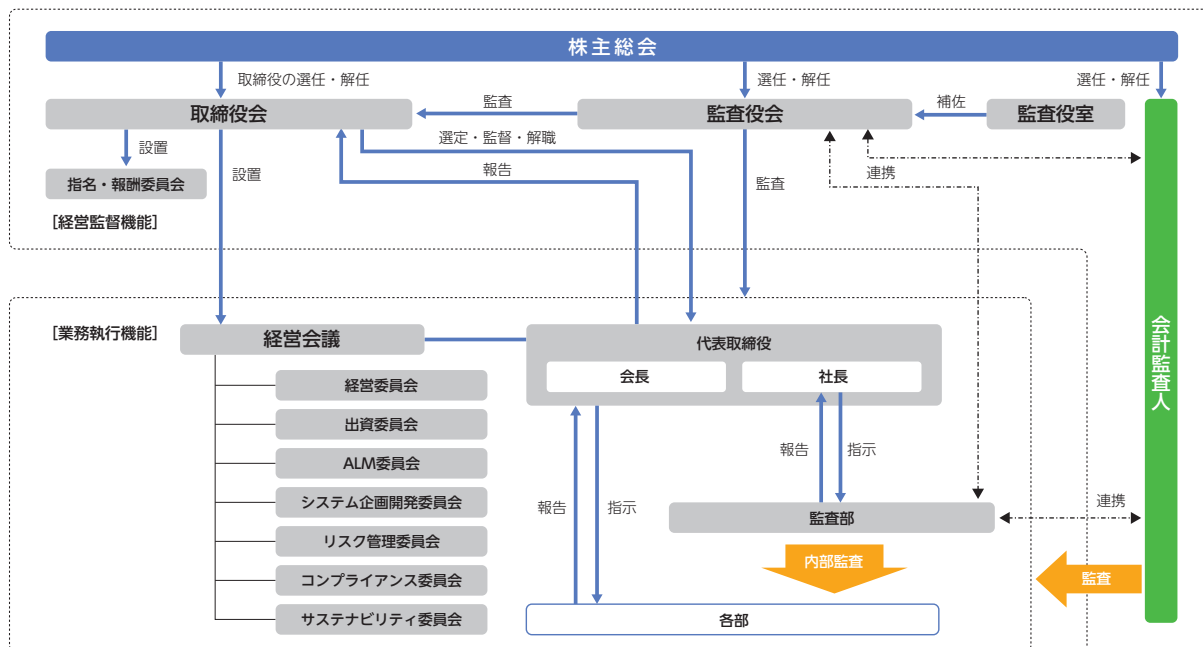 株主総会
取締役の選任・解任
選任・解任
選任・解任
取締役会
監査
監査役会
補佐
監査役室
選定・監督・解職
設置
報告
連携
指名・報酬委員会
設置
監査
[経営監督機能]
[業務執行機能]
経営会議
代表取締役
会長
社長
会計監査人
経営委員会
出資委員会
ALM委員会
システム企画開発委員会
リスク管理委員会
コンプライアンス委員会
サステナビリティ委員会
報告
指示
報告
指示
監査部
連携
内部監査
監査
各部